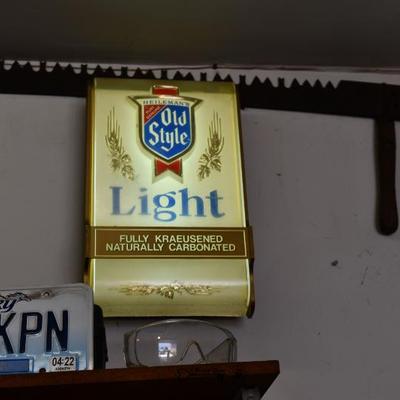 HEILEMAN'S
Old
Style
Light
FULLY KRAEUSENED
NATURALLY CARBONATED
KPN
04-22